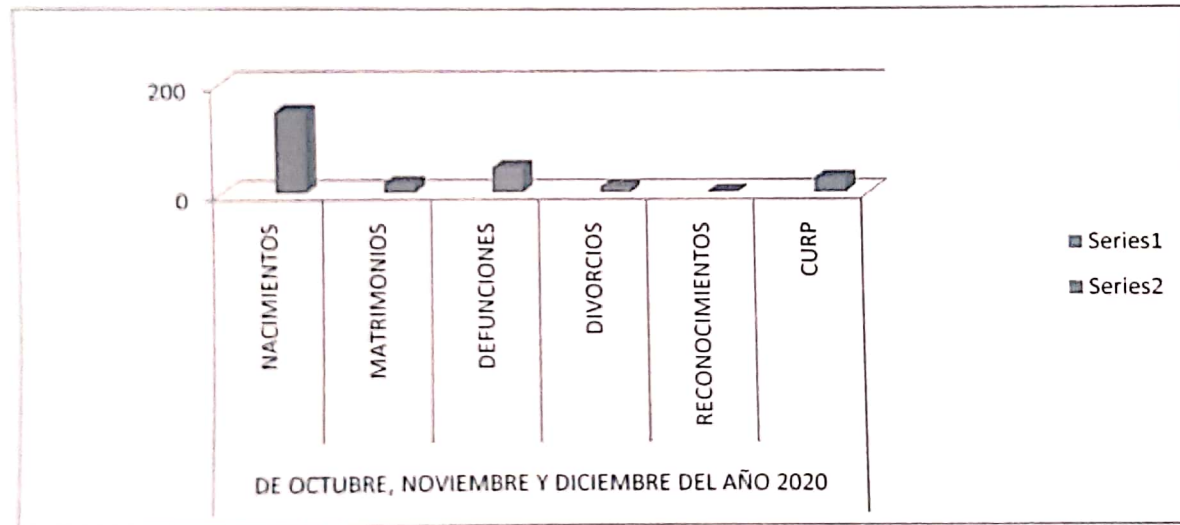 200
0
NACIMIENTOS
MATRIMONIOS
DEFUNCIONES
DIVORCIOS
RECONOCIMIENTOS
CURP
DE OCTUBRE, NOVIEMBRE Y DICIEMBRE DEL AÑO 2020
Series1
Series2